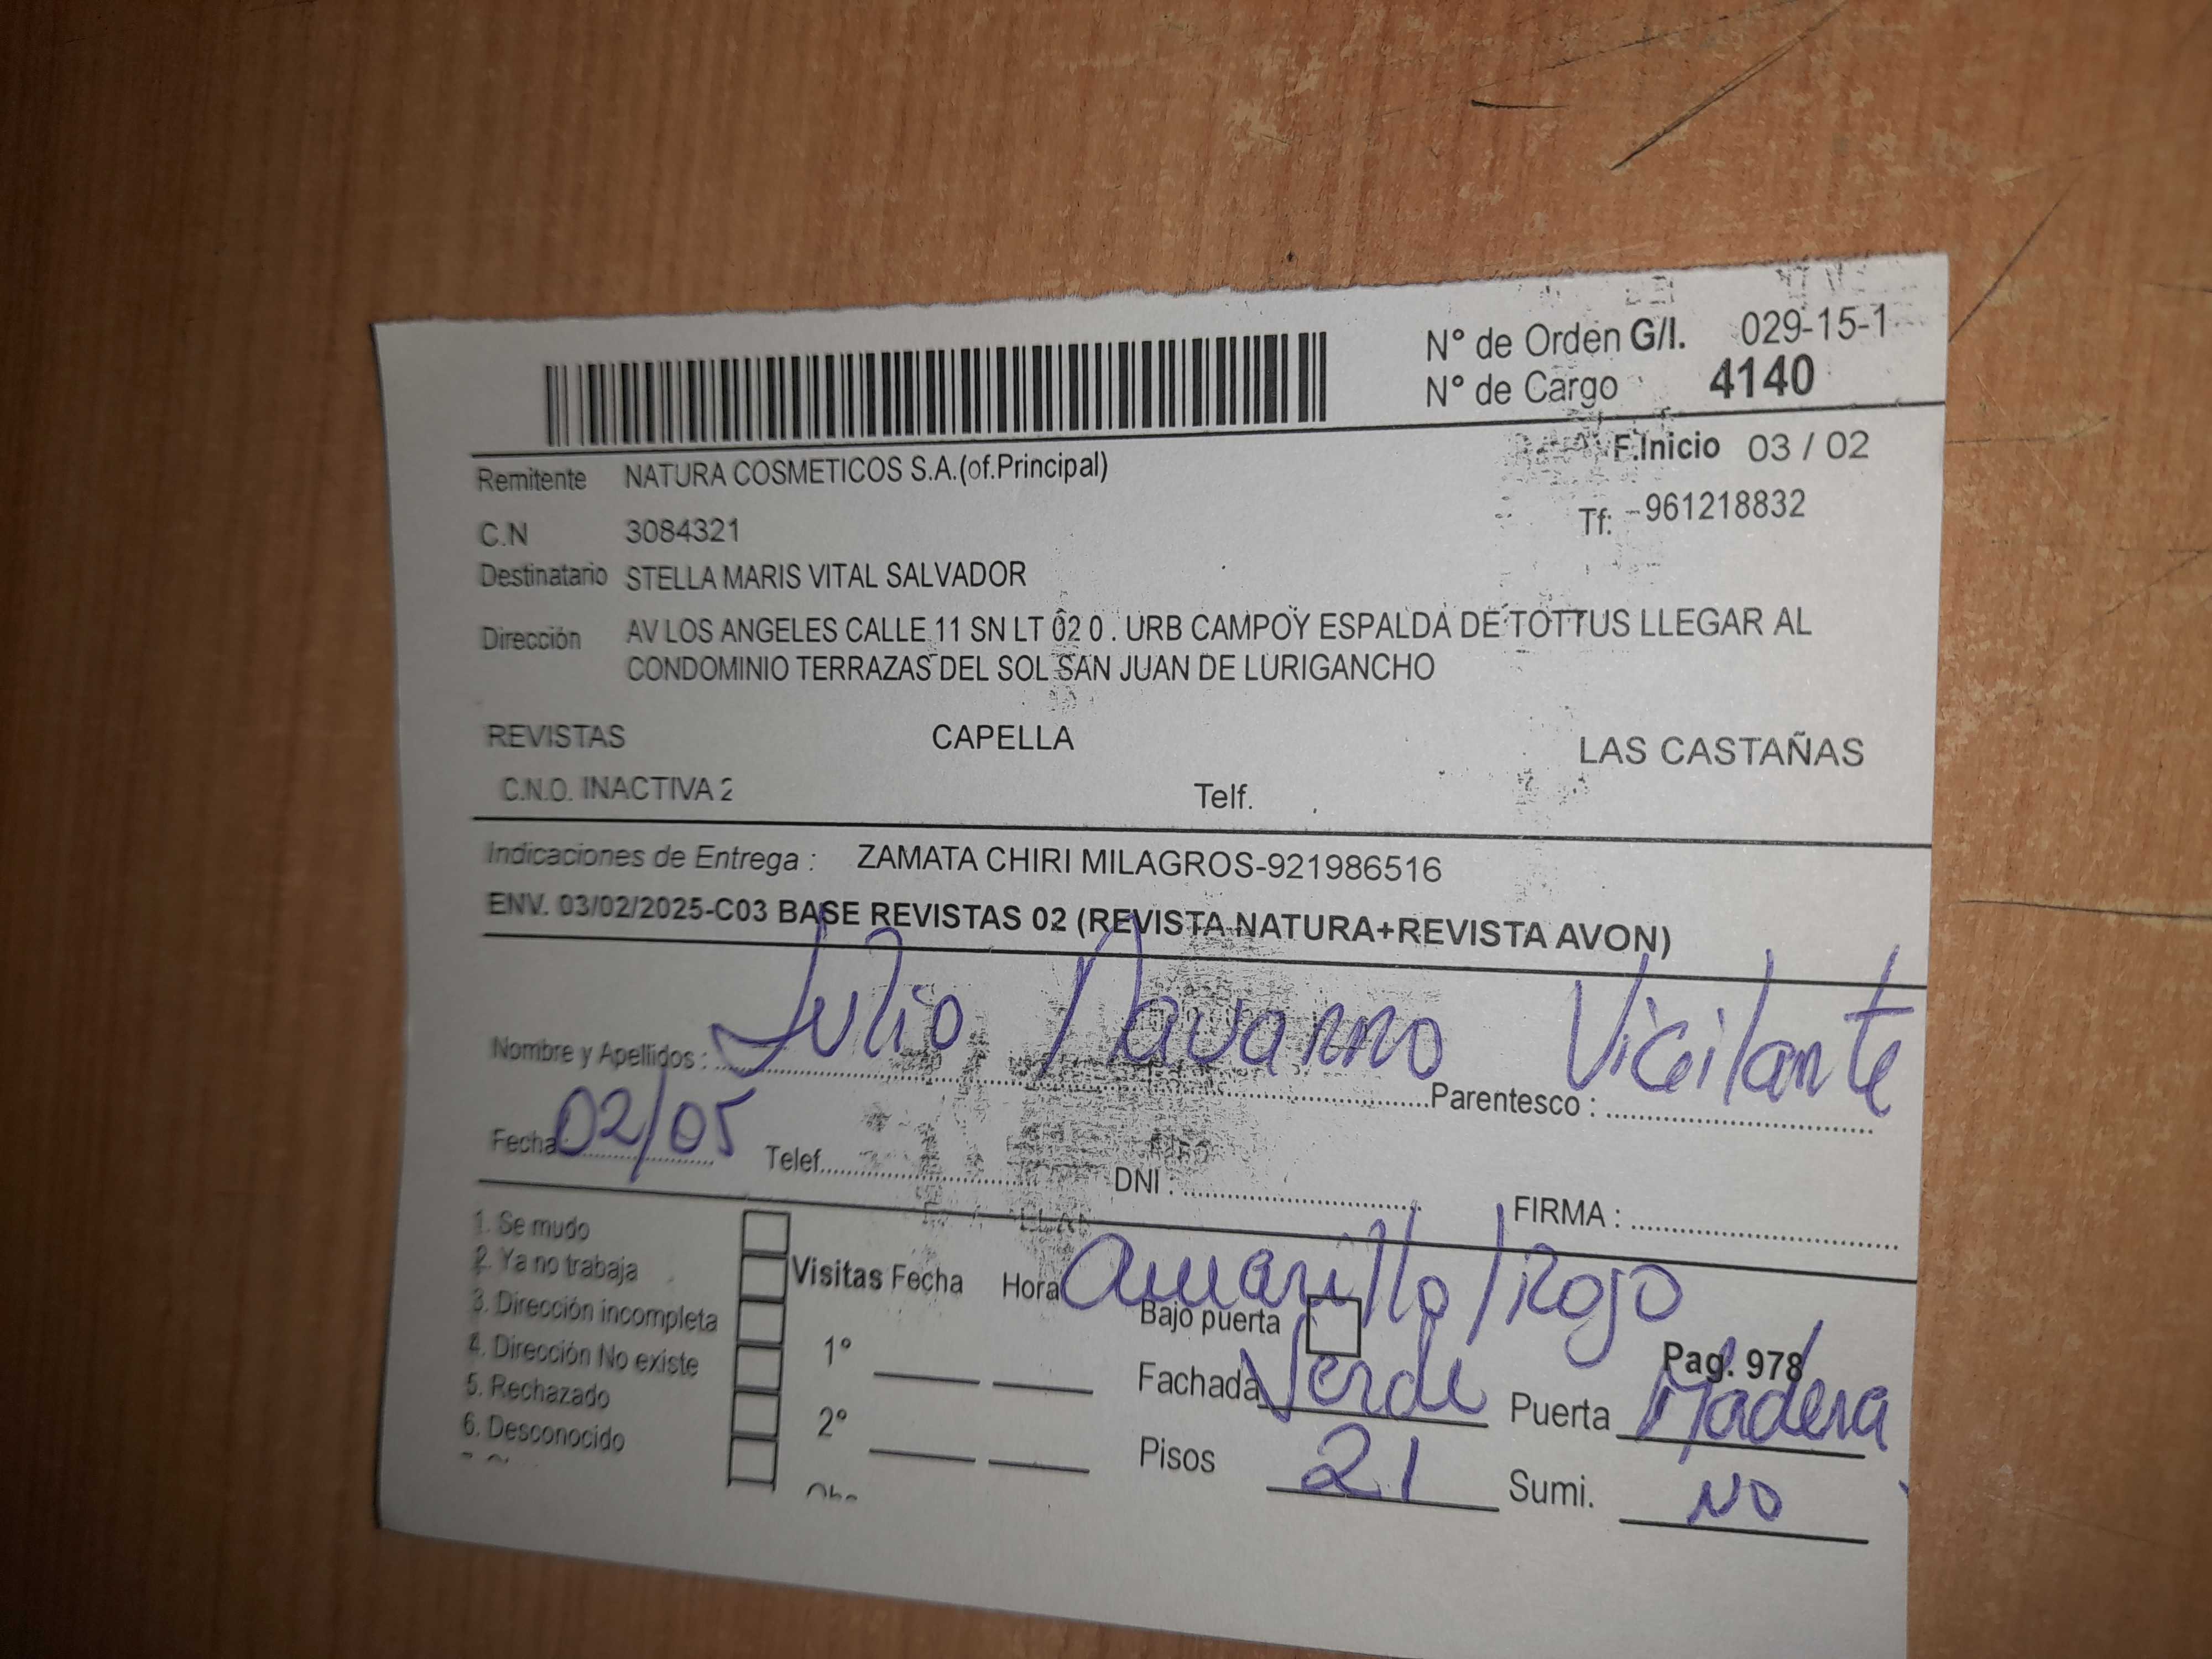 N° de Orden G/I. 029-15-1
N° de Cargo 4140
F.Inicio 03 / 02
Remitente NATURA COSMETICOS S.A.(of.Principal)
Tf: -961218832
C.N 3084321
Destinatario STELLA MARIS VITAL SALVADOR
Dirección AV LOS ANGELES CALLE 11 SN LT 02 0 . URB CAMPOY ESPALDA DE TOTTUS LLEGAR AL
CONDOMINIO TERRAZAS DEL SOL SAN JUAN DE LURIGANCHO
REVISTAS CAPELLA LAS CASTAÑAS
C.N.O. INACTIVA 2 Telf.
Indicaciones de Entrega : ZAMATA CHIRI MILAGROS-921986516
ENV. 03/02/2025-C03 BASE REVISTAS 02 (REVISTA NATURA+REVISTA AVON)
Nombre y Apellidos : Julio Navarro Parentesco : Vigilante
Fecha 02/05 Telef. DNI : FIRMA :
1. Se mudo
2. Ya no trabaja
3. Dirección incompleta
4. Dirección No existe
5. Rechazado
6. Desconocido
Visitas Fecha Hora Amarillo/Rojo
Bajo puerta
1°
2°
Pag. 978
Fachada Verde Puerta Madera
Pisos 21 Sumi. NO